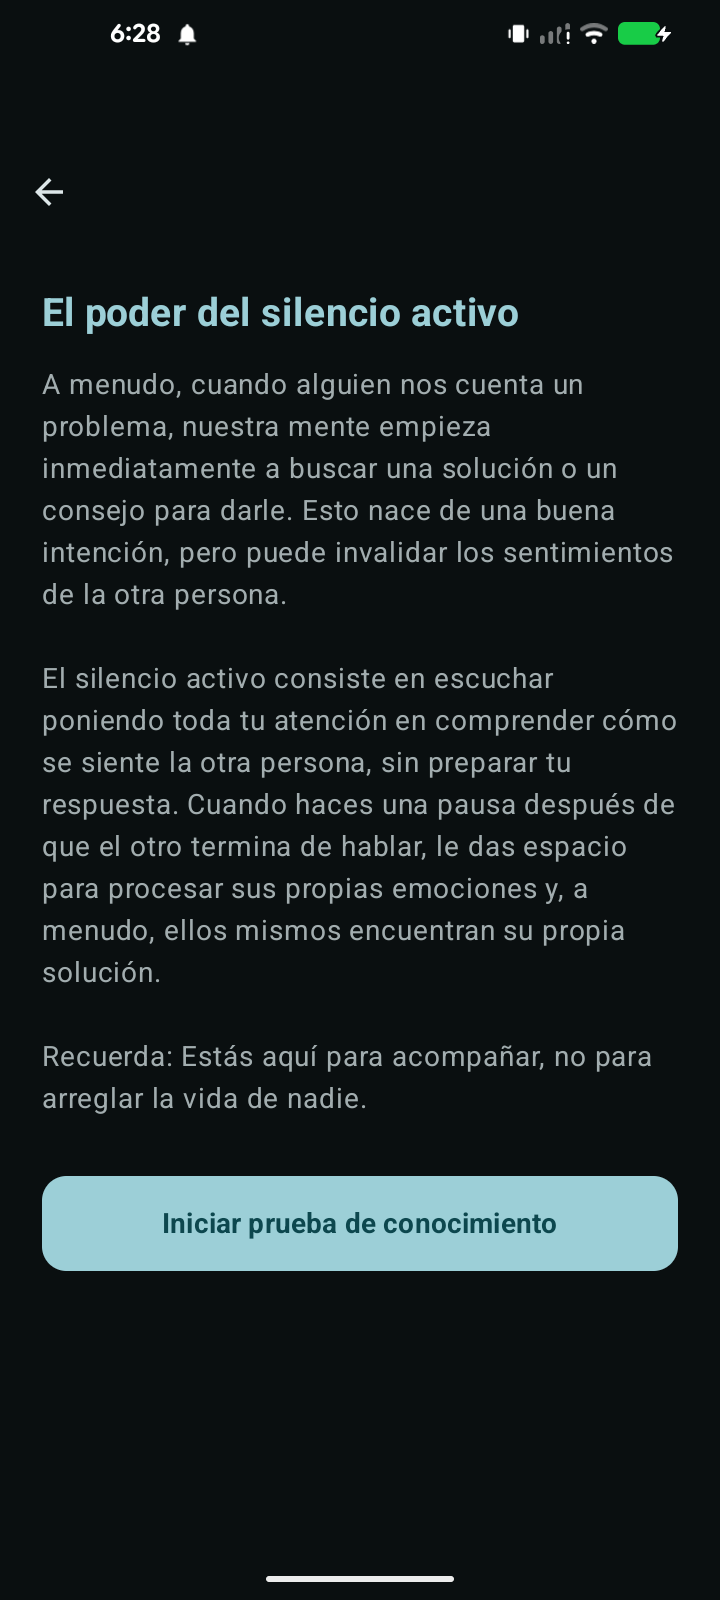 6:28
El poder del silencio activo
A menudo, cuando alguien nos cuenta un
problema, nuestra mente empieza
inmediatamente a buscar una solución o un
consejo para darle. Esto nace de una buena
intención, pero puede invalidar los sentimientos
de la otra persona.
El silencio activo consiste en escuchar
poniendo toda tu atención en comprender cómo
se siente la otra persona, sin preparar tu
respuesta. Cuando haces una pausa después de
que el otro termina de hablar, le das espacio
para procesar sus propias emociones y, a
menudo, ellos mismos encuentran su propia
solución.
Recuerda: Estás aquí para acompañar, no para
arreglar la vida de nadie.
Iniciar prueba de conocimiento